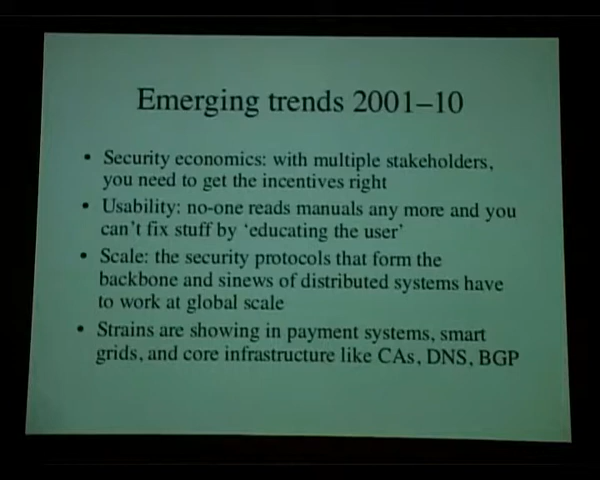 Emerging trends 2001–10
• Security economics: with multiple stakeholders,
you need to get the incentives right
• Usability: no-one reads manuals any more and you
can't fix stuff by 'educating the user'
• Scale: the security protocols that form the
backbone and sinews of distributed systems have
to work at global scale
• Strains are showing in payment systems, smart
grids, and core infrastructure like CAs, DNS, BGP